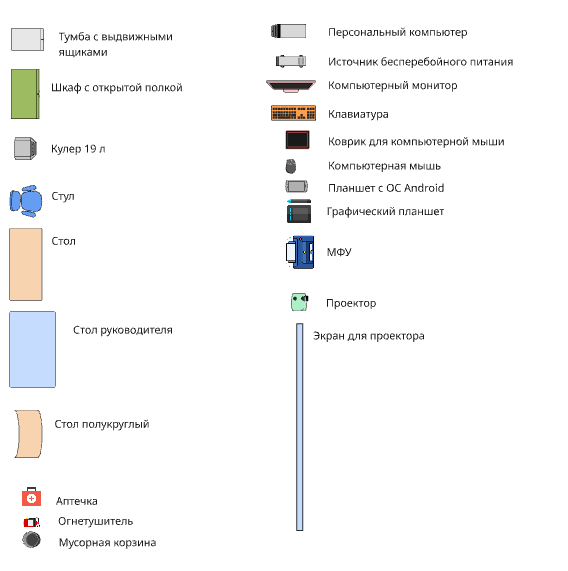 Тумба с выдвижными
ящиками
Шкаф с открытой полкой
Кулер 19 л
Стул
Стол
Стол руководителя
Стол полукруглый
Аптечка
Огнетушитель
Мусорная корзина
Персональный компьютер
Источник бесперебойного питания
Компьютерный монитор
Клавиатура
Коврик для компьютерной мыши
Компьютерная мышь
Планшет с ОС Android
Графический планшет
МФУ
Проектор
Экран для проектора